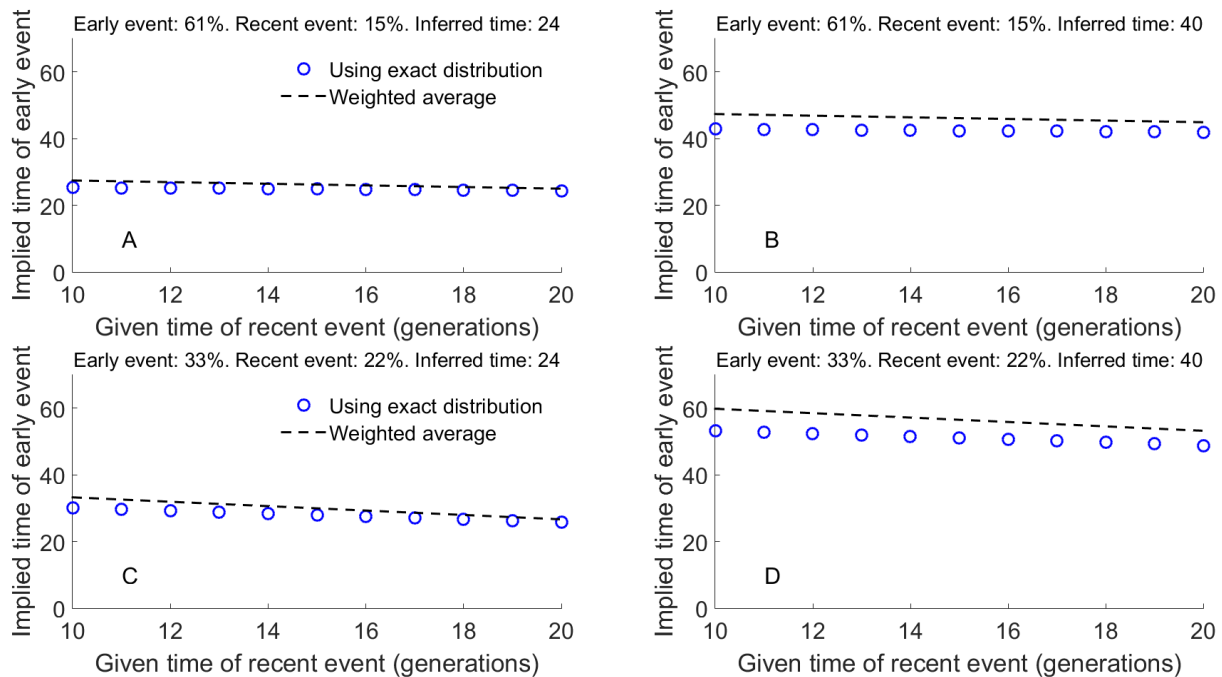 Early event: 61%. Recent event: 15%. Inferred time: 24
Implied time of early event
60
40
20
0
Using exact distribution
Weighted average
A
10 12 14 16 18 20
Given time of recent event (generations)
Early event: 61%. Recent event: 15%. Inferred time: 40
Implied time of early event
60
40
20
0
B
10 12 14 16 18 20
Given time of recent event (generations)
Early event: 33%. Recent event: 22%. Inferred time: 24
Implied time of early event
60
40
20
0
Using exact distribution
Weighted average
C
10 12 14 16 18 20
Given time of recent event (generations)
Early event: 33%. Recent event: 22%. Inferred time: 40
Implied time of early event
60
40
20
0
D
10 12 14 16 18 20
Given time of recent event (generations)